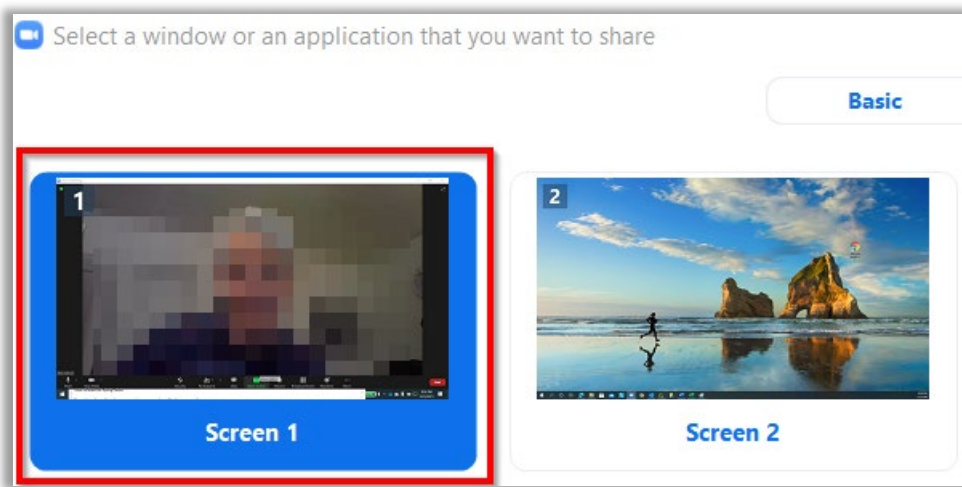 Select a window or an application that you want to share
Basic
1
2
Screen 1
Screen 2